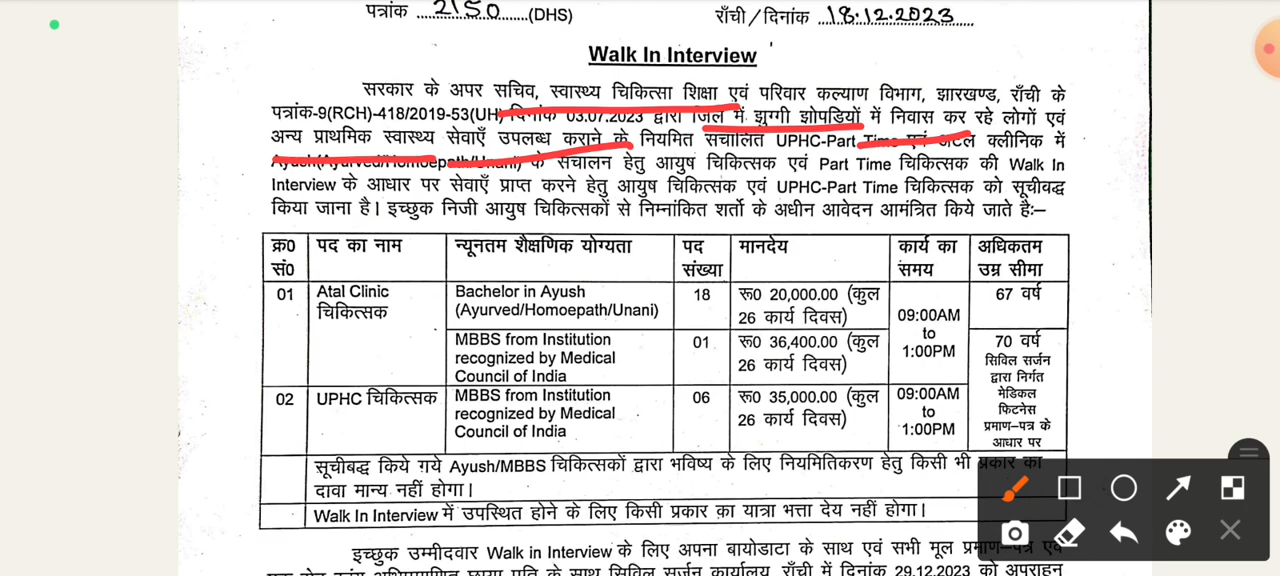 पत्रांक ....2150......(DHS)
राँची/दिनांक ..18.12.2023....
Walk In Interview
सरकार के अपर सचिव, स्वास्थ्य चिकित्सा शिक्षा एवं परिवार कल्याण विभाग, झारखण्ड, राँची के
पत्रांक-9(RCH)-418/2019-53(UH) दिनांक 03.07.2023 द्वारा जिले में झुग्गी झोपड़ियों में निवास कर रहे लोगों एवं
अन्य प्राथमिक स्वास्थ्य सेवाएँ उपलब्ध कराने के नियमित संचालित UPHC-Part Time एवं अटल क्लीनिक में
Ayush(Ayurved/Homoepath/Unani) के संचालन हेतु आयुष चिकित्सक एवं Part Time चिकित्सक की Walk In
Interview के आधार पर सेवाएँ प्राप्त करने हेतु आयुष चिकित्सक एवं UPHC-Part Time चिकित्सक को सूचीबद्ध
किया जाना है। इच्छुक निजी आयुष चिकित्सकों से निम्नांकित शर्तो के अधीन आवेदन आमंत्रित किये जाते हैः—
क्र0 सं0 पद का नाम न्यूनतम शैक्षणिक योग्यता पद संख्या मानदेय कार्य का समय अधिकतम उम्र सीमा
01 Atal Clinic चिकित्सक Bachelor in Ayush (Ayurved/Homoepath/Unani) 18 रू0 20,000.00 (कुल 26 कार्य दिवस) 09:00AM to 1:00PM 67 वर्ष
MBBS from Institution recognized by Medical Council of India 01 रू0 36,400.00 (कुल 26 कार्य दिवस) 70 वर्ष सिविल सर्जन द्वारा निर्गत मेडिकल फिटनेस प्रमाण-पत्र के आधार पर
02 UPHC चिकित्सक MBBS from Institution recognized by Medical Council of India 06 रू0 35,000.00 (कुल 26 कार्य दिवस) 09:00AM to 1:00PM
सूचीबद्ध किये गये Ayush/MBBS चिकित्सकों द्वारा भविष्य के लिए नियमितिकरण हेतु किसी भी प्रकार का
दावा मान्य नहीं होगा।
Walk In Interview में उपस्थित होने के लिए किसी प्रकार का यात्रा भत्ता देय नहीं होगा।
इच्छुक उम्मीदवार Walk in Interview के लिए अपना बायोडाटा के साथ एवं सभी मूल प्रमाण-पत्र एवं
छाया प्रति के साथ सिविल सर्जन कार्यालय, राँची में दिनांक 29.12.2023 को अपराहन